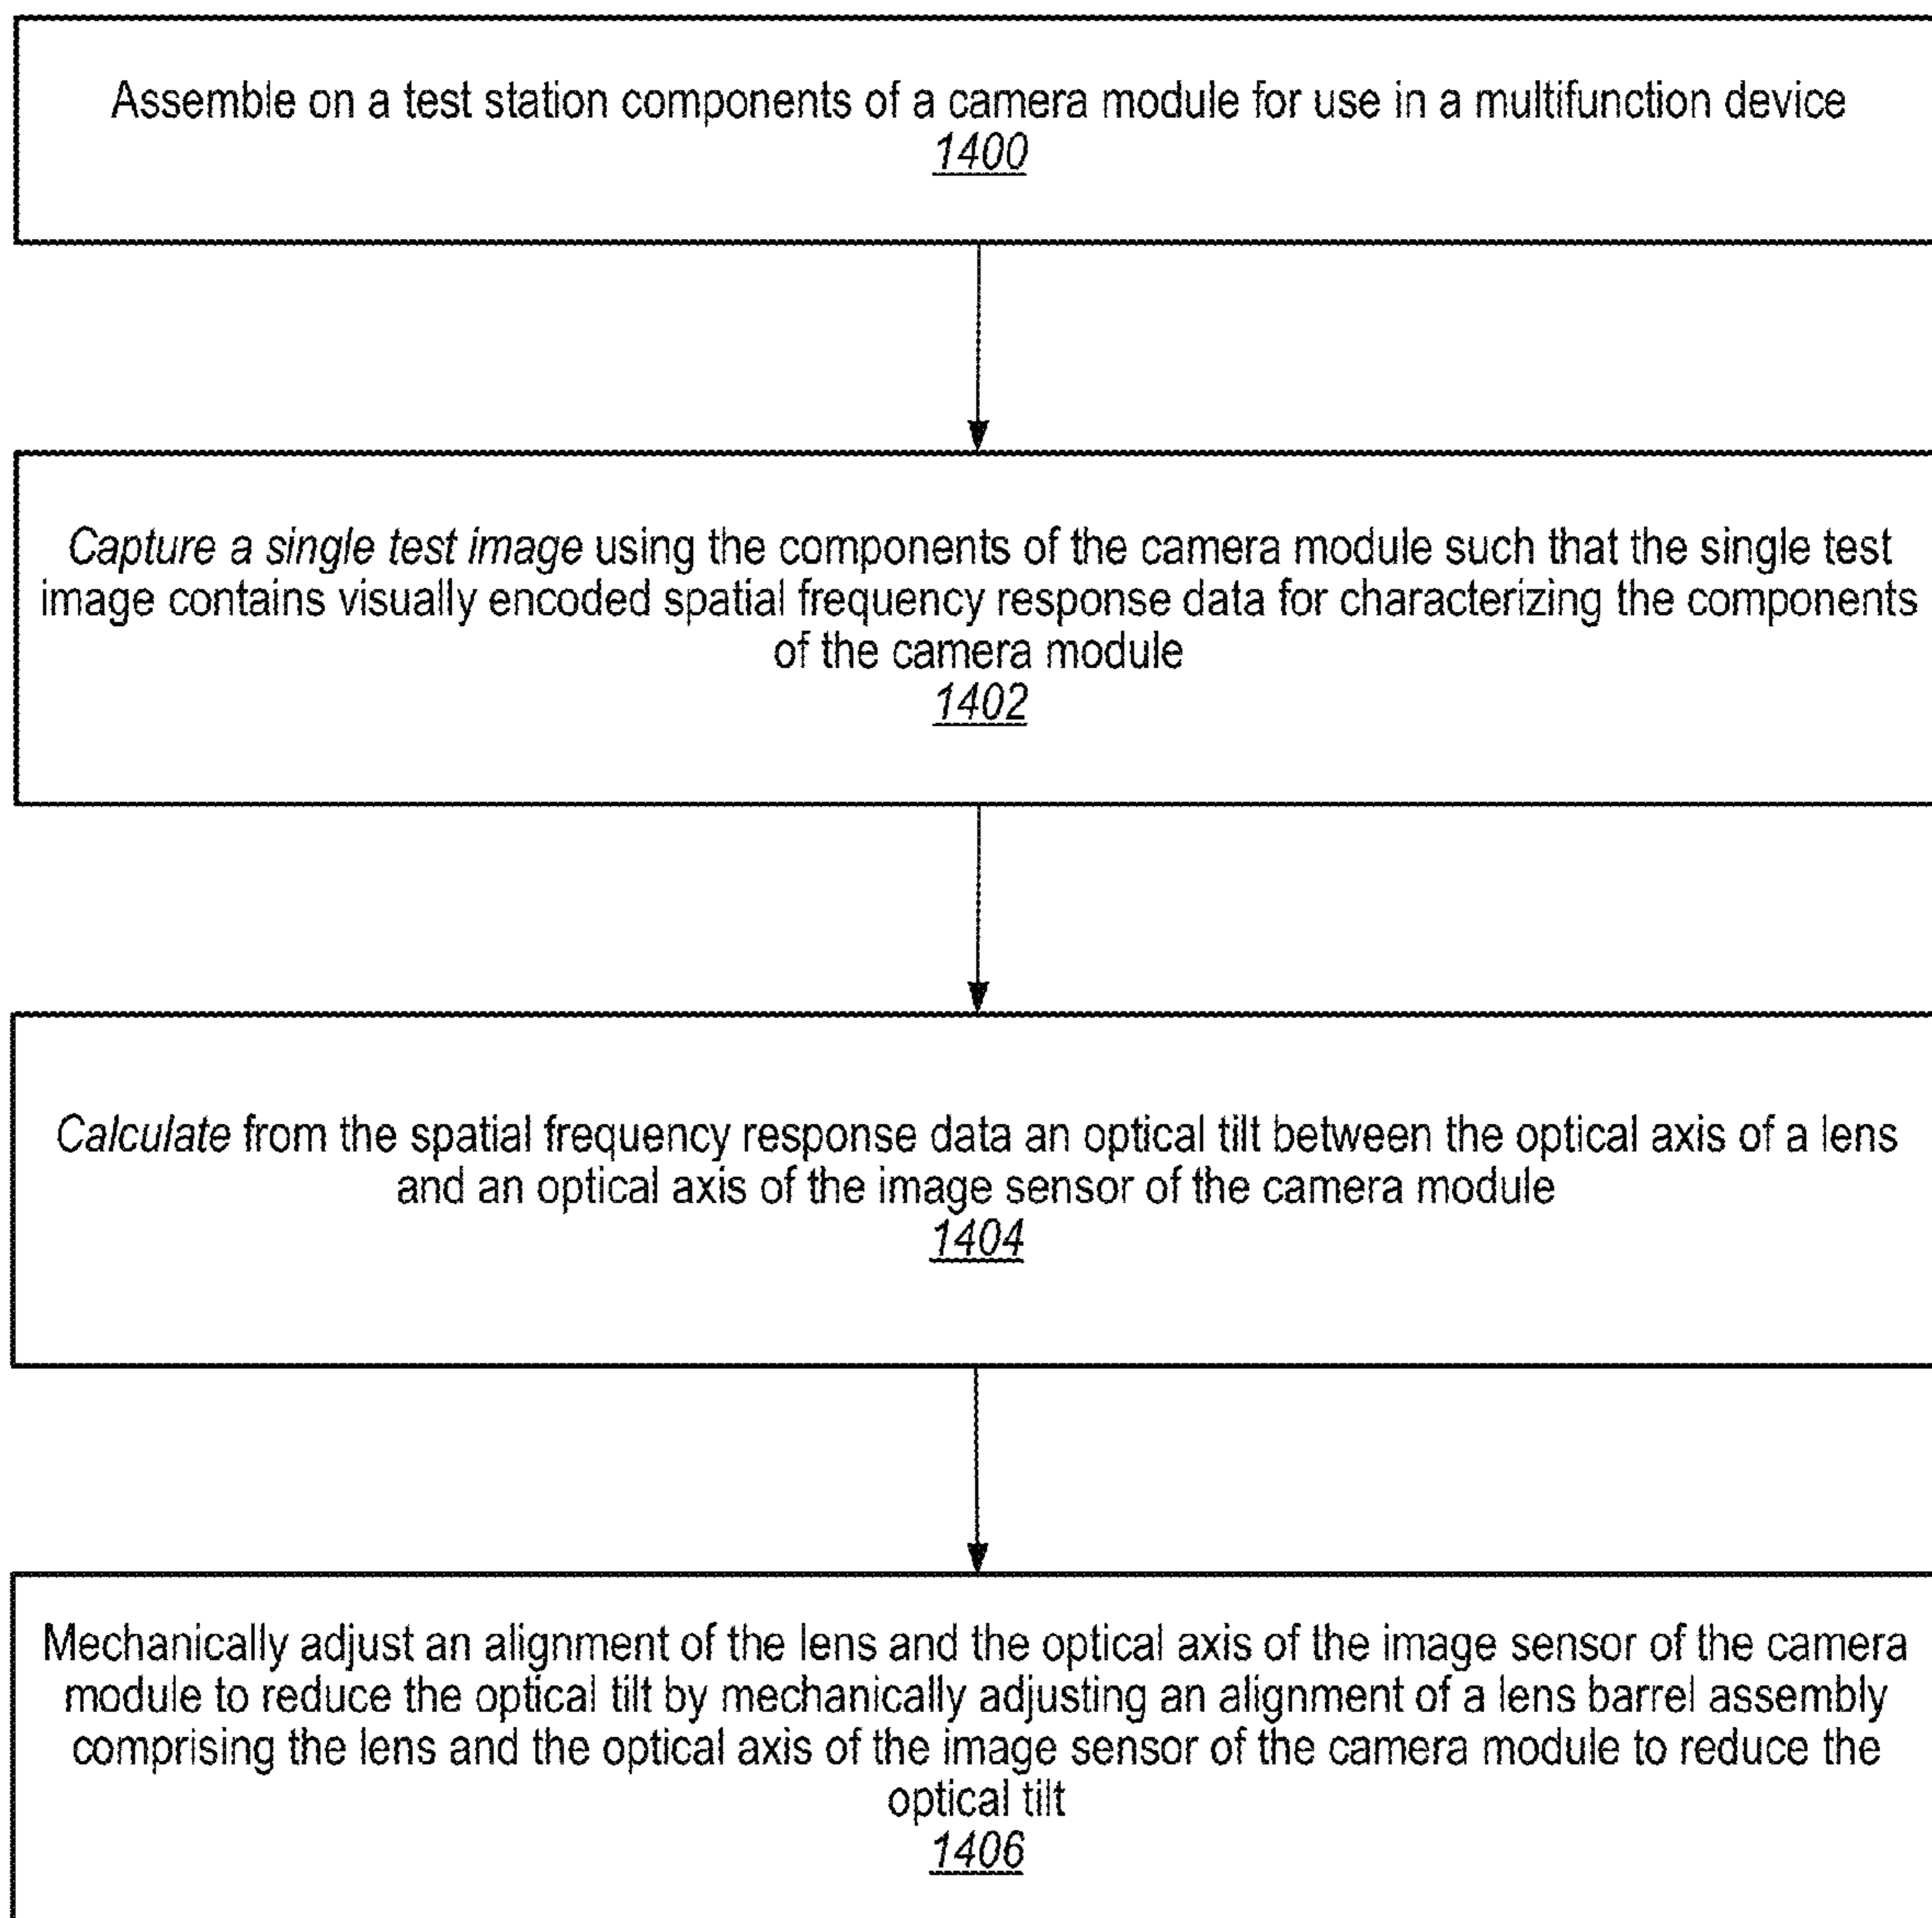 Assemble on a test station components of a camera module for use in a multifunction device
1400
Capture a single test image using the components of the camera module such that the single test
image contains visually encoded spatial frequency response data for characterizing the components
of the camera module
1402
Calculate from the spatial frequency response data an optical tilt between the optical axis of a lens
and an optical axis of the image sensor of the camera module
1404
Mechanically adjust an alignment of the lens and the optical axis of the image sensor of the camera
module to reduce the optical tilt by mechanically adjusting an alignment of a lens barrel assembly
comprising the lens and the optical axis of the image sensor of the camera module to reduce the
optical tilt
1406